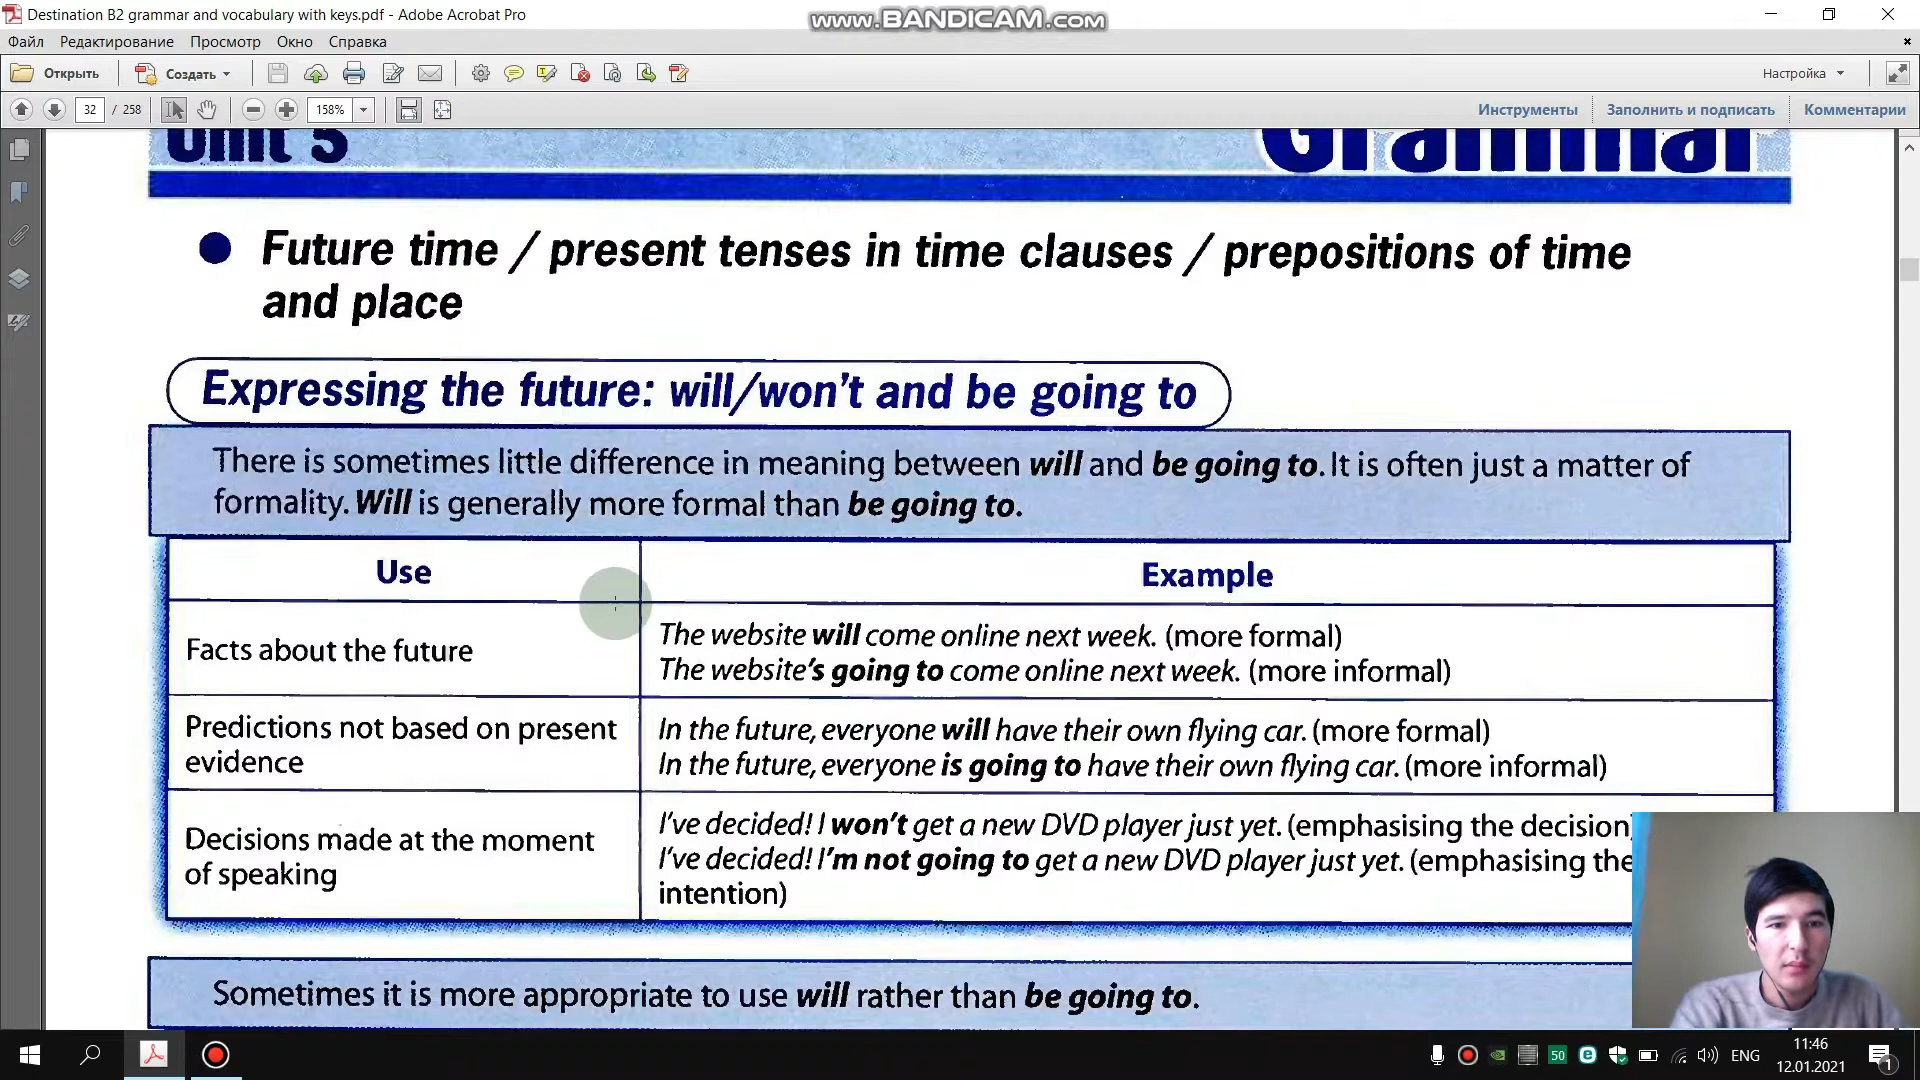 Destination B2 grammar and vocabulary with keys.pdf - Adobe Acrobat Pro
www.BANDICAM.com
Файл Редактирование Просмотр Окно Справка
Открыть Создать Настройка
32 / 258 158% Инструменты Заполнить и подписать Комментарии
Unit 5 Grammar
Future time / present tenses in time clauses / prepositions of time
and place
Expressing the future: will/won't and be going to
There is sometimes little difference in meaning between will and be going to. It is often just a matter of
formality. Will is generally more formal than be going to.
Use Example
Facts about the future
The website will come online next week. (more formal)
The website's going to come online next week. (more informal)
Predictions not based on present
evidence
In the future, everyone will have their own flying car. (more formal)
In the future, everyone is going to have their own flying car. (more informal)
Decisions made at the moment
of speaking
I've decided! I won't get a new DVD player just yet. (emphasising the decision)
I've decided! I'm not going to get a new DVD player just yet. (emphasising the
intention)
Sometimes it is more appropriate to use will rather than be going to.
50 ENG 11:46
12.01.2021
1